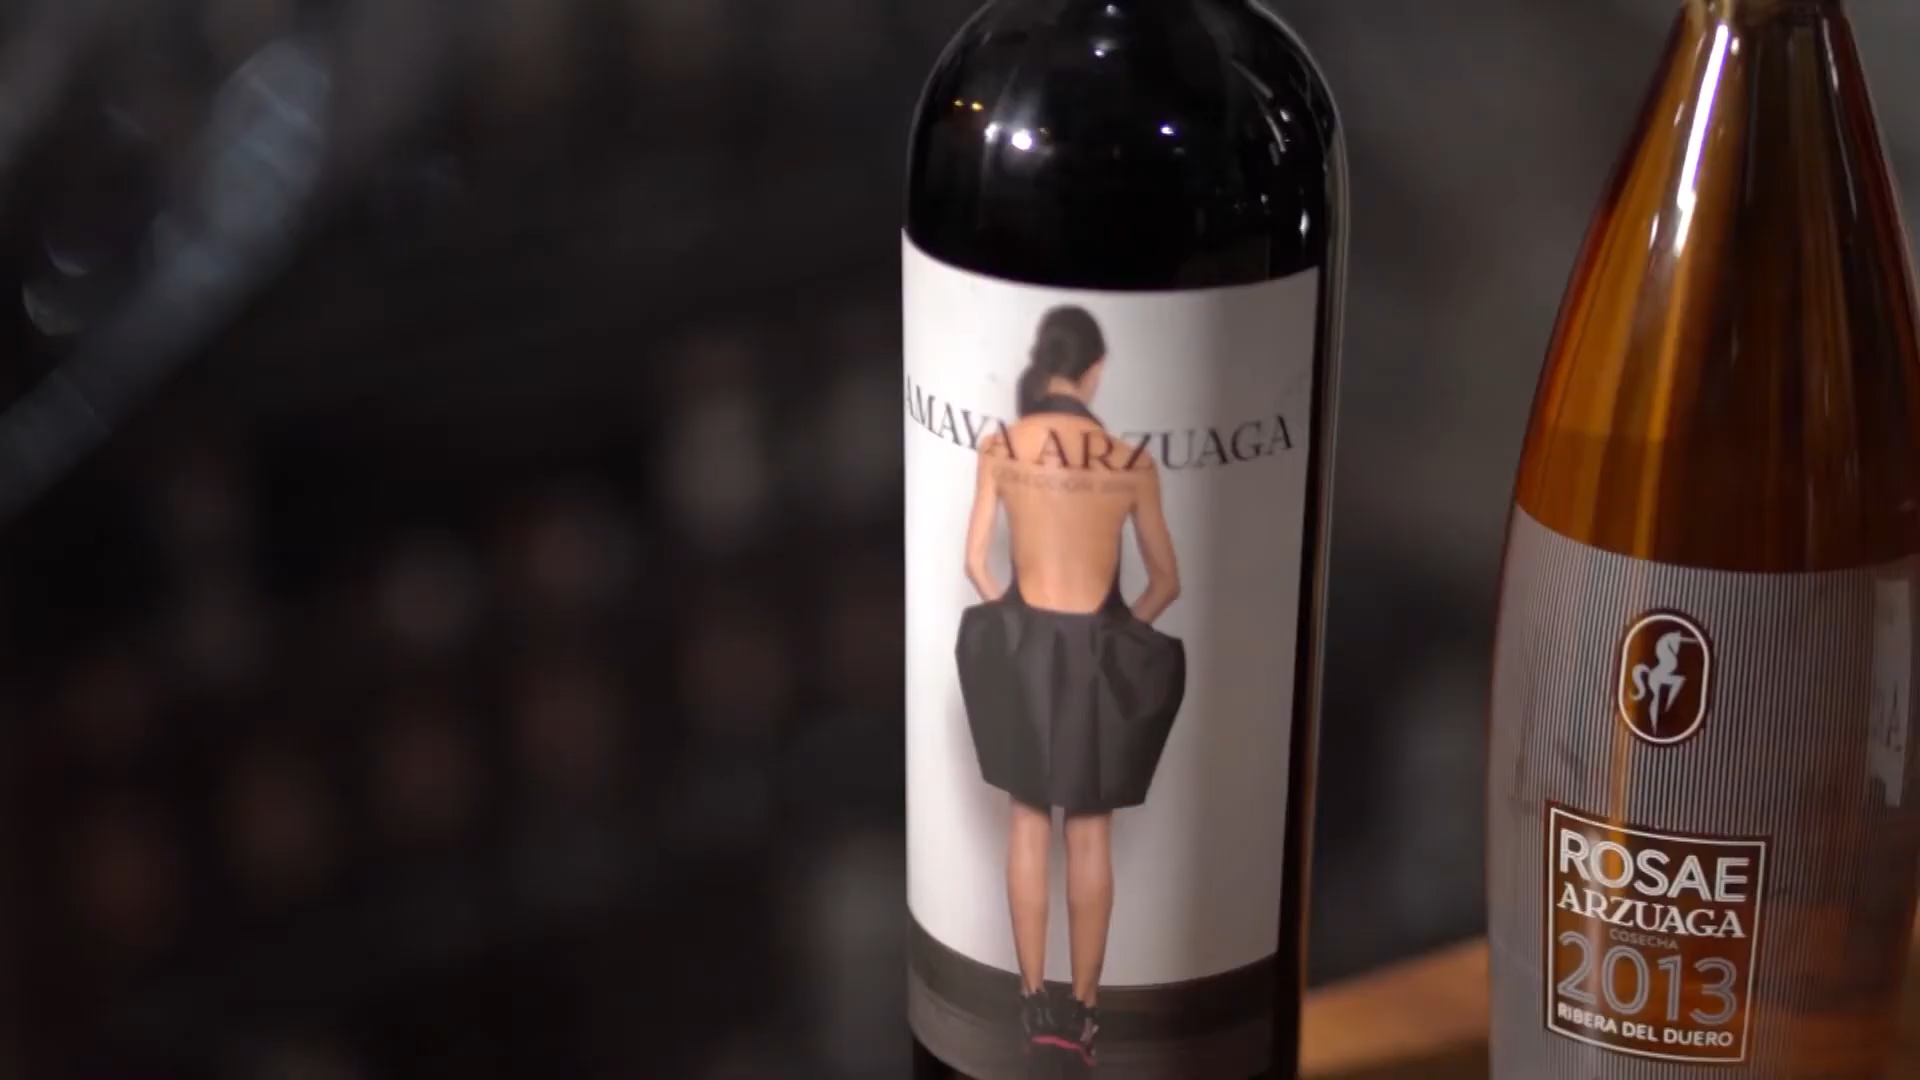 AMAYA ARZUAGA
ROSAE
ARZUAGA
COSECHA
2013
RIBERA DEL DUERO